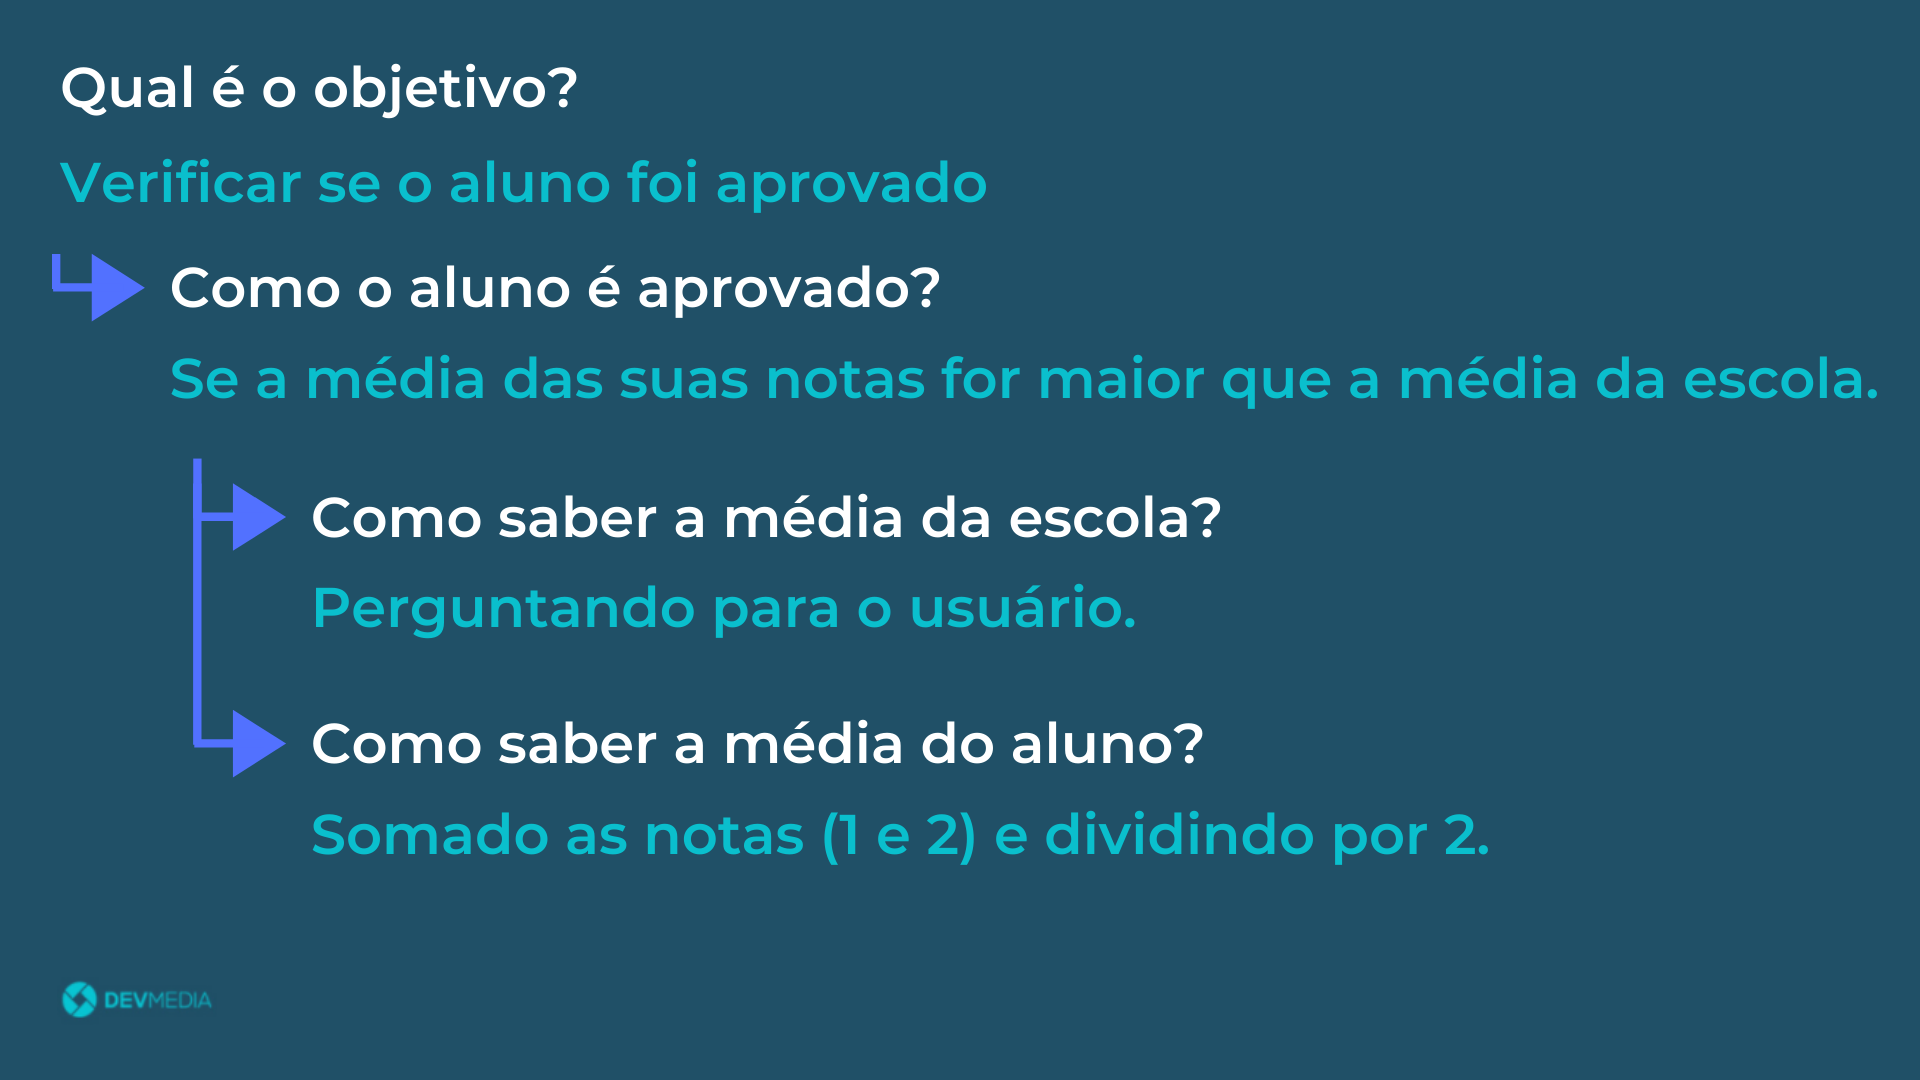 Qual é o objetivo?
Verificar se o aluno foi aprovado
Como o aluno é aprovado?
Se a média das suas notas for maior que a média da escola.
Como saber a média da escola?
Perguntando para o usuário.
Como saber a média do aluno?
Somado as notas (1 e 2) e dividindo por 2.
DEVMEDIA